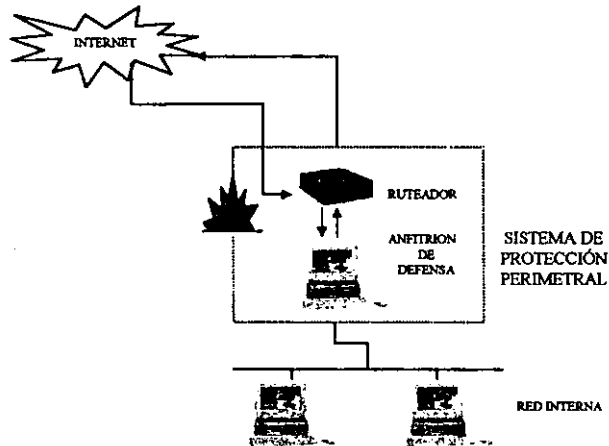 INTERNET
RUTEADOR
ANFITRION
DE
DEFENSA
SISTEMA DE
PROTECCIÓN
PERIMETRAL
RED INTERNA